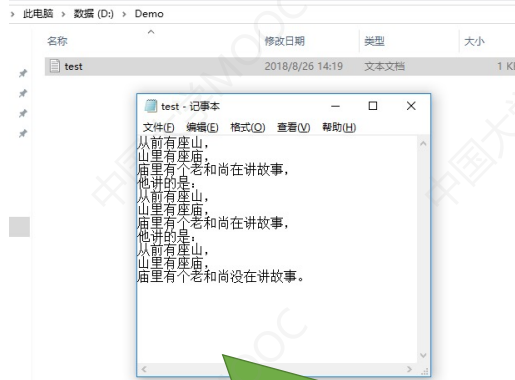 此电脑 > 数据 (D:) > Demo
名称 修改日期 类型 大小
test 2018/8/26 14:19 文本文档 1 K
test - 记事本
文件(F) 编辑(E) 格式(O) 查看(V) 帮助(H)
从前有座山，
山里有座庙，
庙里有个老和尚在讲故事，
他讲的是：
从前有座山，
山里有座庙，
庙里有个老和尚在讲故事，
他讲的是：
从前有座山，
山里有座庙，
庙里有个老和尚没在讲故事。